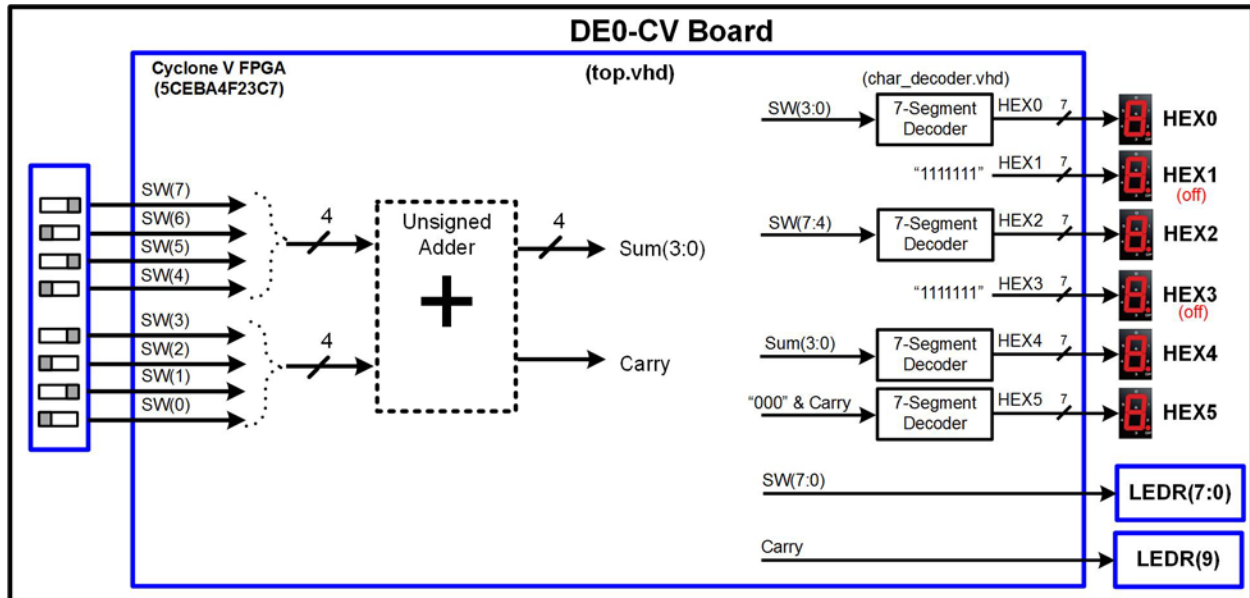 DE0-CV Board
Cyclone V FPGA
(5CEBA4F23C7)
(top.vhd)
(char_decoder.vhd)
SW(7)
SW(6)
SW(5)
SW(4)
SW(3)
SW(2)
SW(1)
SW(0)
4
4
Unsigned
Adder
+
4
Sum(3:0)
Carry
SW(3:0)
7-Segment
Decoder
HEX0
7
HEX0
"1111111"
HEX1
7
HEX1
(off)
SW(7:4)
7-Segment
Decoder
HEX2
7
HEX2
"1111111"
HEX3
7
HEX3
(off)
Sum(3:0)
7-Segment
Decoder
HEX4
7
HEX4
"000" & Carry
7-Segment
Decoder
HEX5
7
HEX5
SW(7:0)
LEDR(7:0)
Carry
LEDR(9)